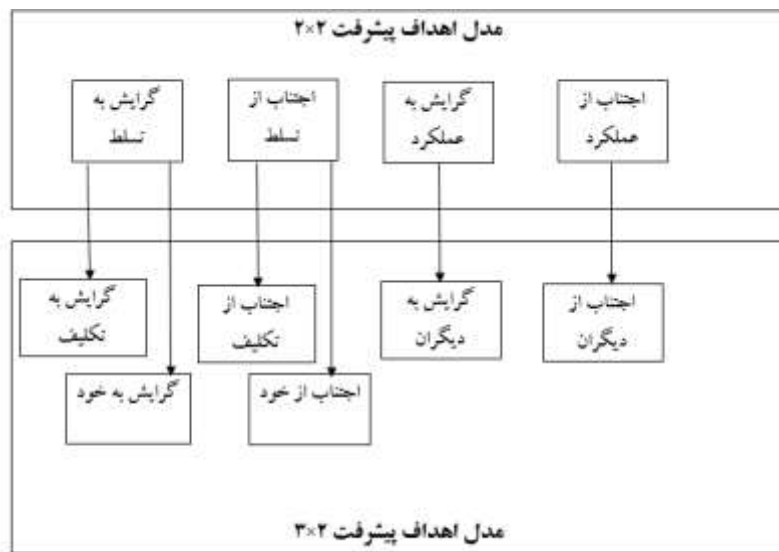 مدل اهداف پیشرفت ۲×۲
گرایش به
تسلط
اجتناب از
تسلط
گرایش به
عملکرد
اجتناب از
عملکرد
گرایش به
تکلیف
اجتناب از
تکلیف
گرایش به
دیگران
اجتناب از
دیگران
گرایش به خود
اجتناب از خود
مدل اهداف پیشرفت ۲×۳